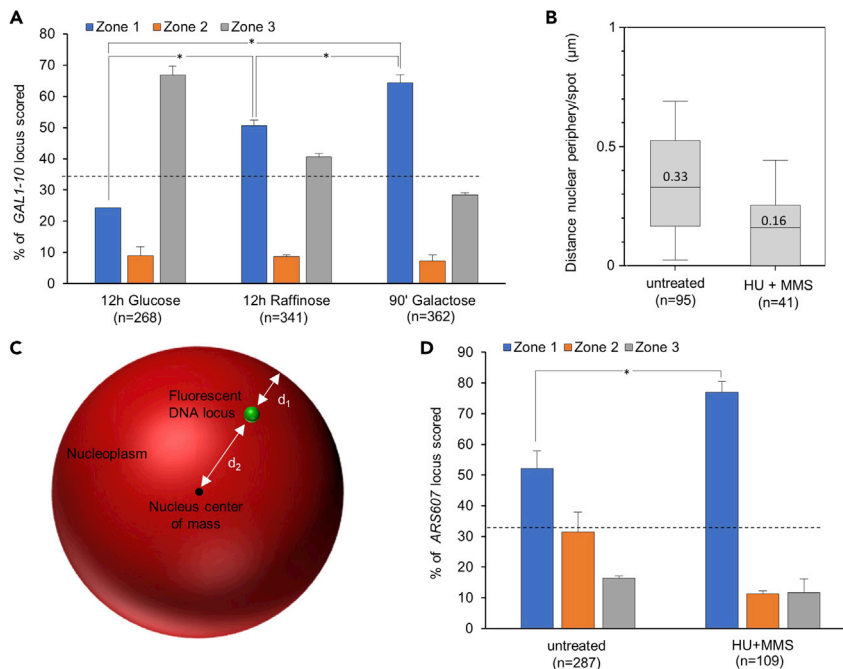 A
Zone 1 Zone 2 Zone 3
% of GAL1-10 locus scored
80
70
60
50
40
30
20
10
0
*
*
*
12h Glucose
(n=268)
12h Raffinose
(n=341)
90' Galactose
(n=362)
B
Distance nuclear periphery/spot (µm)
1
0.5
0
0.33
0.16
untreated
(n=95)
HU + MMS
(n=41)
C
Fluorescent
DNA locus
d1
Nucleoplasm
d2
Nucleus center
of mass
D
Zone 1 Zone 2 Zone 3
% of ARS607 locus scored
90
80
70
60
50
40
30
20
10
0
*
untreated
(n=287)
HU+MMS
(n=109)